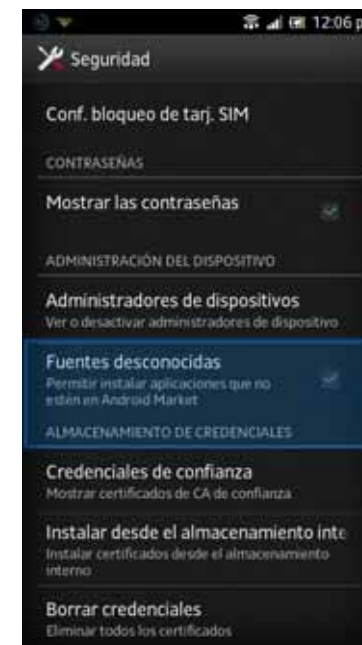 12:06 p
Seguridad
Conf. bloqueo de tarj. SIM
CONTRASEÑAS
Mostrar las contraseñas
ADMINISTRACIÓN DEL DISPOSITIVO
Administradores de dispositivos
Ver o desactivar administradores de dispositivo
Fuentes desconocidas
Permitir instalar aplicaciones que no
estén en Android Market
ALMACENAMIENTO DE CREDENCIALES
Credenciales de confianza
Mostrar certificados de CA de confianza
Instalar desde el almacenamiento inte
Instalar certificados desde el almacenamiento
interno
Borrar credenciales
Eliminar todos los certificados